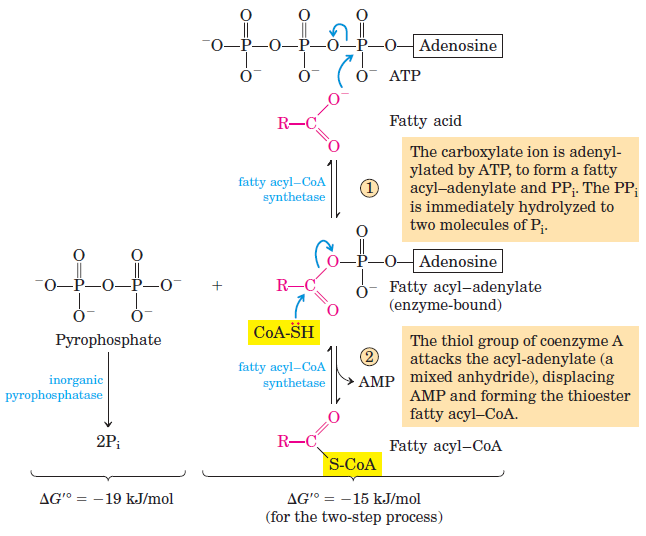 O O O
⁻O—P—O—P—O—P—O—Adenosine
O⁻ O⁻ O⁻ ATP
O⁻
R—C Fatty acid
O
The carboxylate ion is adenyl-
ylated by ATP, to form a fatty
acyl–adenylate and PPi. The PPi
is immediately hydrolyzed to
two molecules of Pi.
fatty acyl–CoA
synthetase
1
O
O—P—O—Adenosine
R—C
O⁻
O
Fatty acyl–adenylate
(enzyme-bound)
O O
⁻O—P—O—P—O⁻ +
O⁻ O⁻
Pyrophosphate
CoA-SH
inorganic
pyrophosphatase
2Pi
fatty acyl–CoA
synthetase
2
AMP
The thiol group of coenzyme A
attacks the acyl-adenylate (a
mixed anhydride), displacing
AMP and forming the thioester
fatty acyl–CoA.
O
R—C Fatty acyl–CoA
S-CoA
ΔG′° = −19 kJ/mol
ΔG′° = −15 kJ/mol
(for the two-step process)